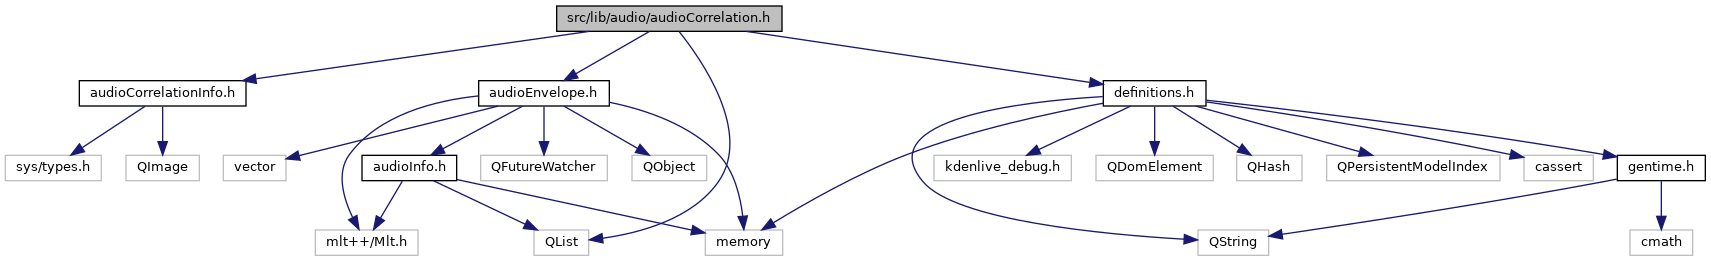 src/lib/audio/audioCorrelation.h
audioCorrelationInfo.h
audioEnvelope.h
definitions.h
sys/types.h
QImage
vector
audioInfo.h
QFutureWatcher
QObject
kdenlive_debug.h
QDomElement
QHash
QPersistentModelIndex
cassert
gentime.h
mlt++/Mlt.h
QList
memory
QString
cmath